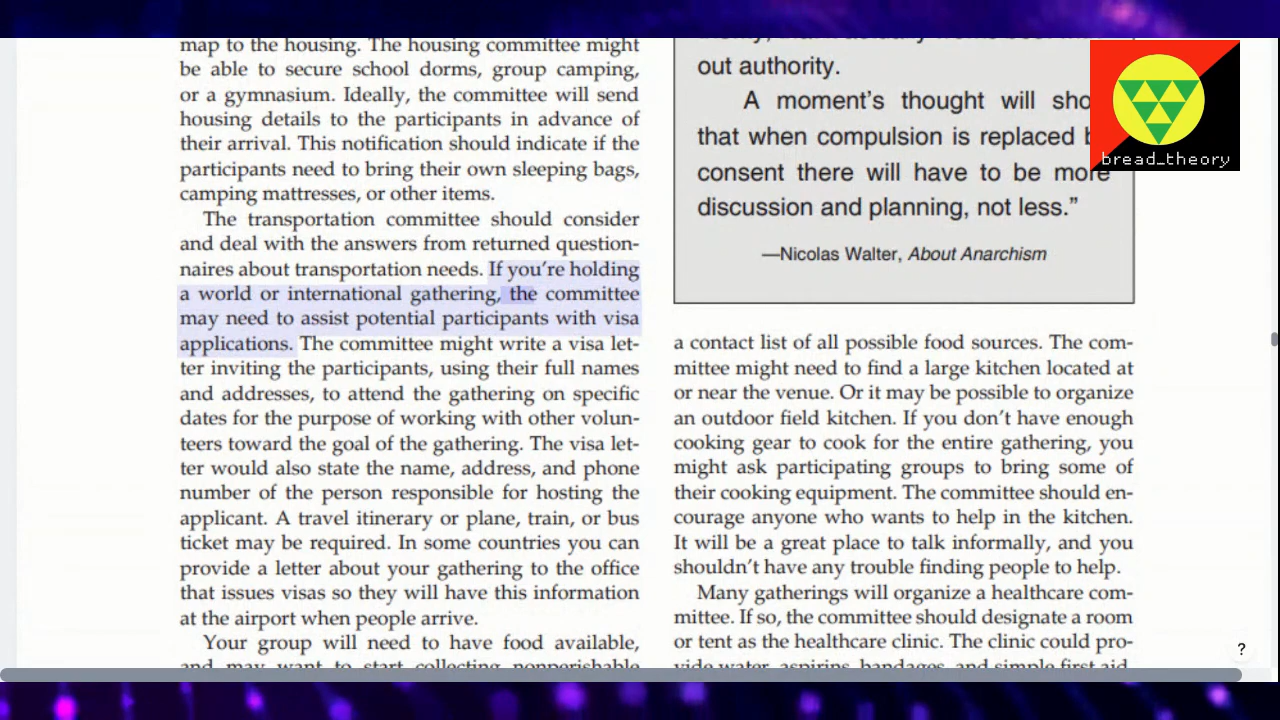 map to the housing. The housing committee might
be able to secure school dorms, group camping,
or a gymnasium. Ideally, the committee will send
housing details to the participants in advance of
their arrival. This notification should indicate if the
participants need to bring their own sleeping bags,
camping mattresses, or other items.
The transportation committee should consider
and deal with the answers from returned question-
naires about transportation needs. If you're holding
a world or international gathering, the committee
may need to assist potential participants with visa
applications. The committee might write a visa let-
ter inviting the participants, using their full names
and addresses, to attend the gathering on specific
dates for the purpose of working with other volun-
teers toward the goal of the gathering. The visa let-
ter would also state the name, address, and phone
number of the person responsible for hosting the
applicant. A travel itinerary or plane, train, or bus
ticket may be required. In some countries you can
provide a letter about your gathering to the office
that issues visas so they will have this information
at the airport when people arrive.
Your group will need to have food available,
and may want to start collecting nonperishable
out authority.
A moment's thought will
that when compulsion is replaced
consent there will have to be more
discussion and planning, not less."
—Nicolas Walter, About Anarchism
a contact list of all possible food sources. The com-
mittee might need to find a large kitchen located at
or near the venue. Or it may be possible to organize
an outdoor field kitchen. If you don't have enough
cooking gear to cook for the entire gathering, you
might ask participating groups to bring some of
their cooking equipment. The committee should en-
courage anyone who wants to help in the kitchen.
It will be a great place to talk informally, and you
shouldn't have any trouble finding people to help.
Many gatherings will organize a healthcare com-
mittee. If so, the committee should designate a room
or tent as the healthcare clinic. The clinic could pro-
vide water, aspirins, bandages, and simple first aid.
bread_theory
?